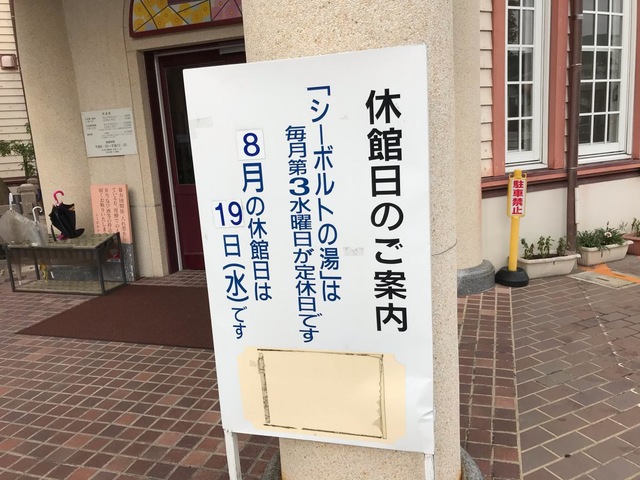 休館日のご案内
「シーボルトの湯」は
毎月第3水曜日が定休日です
8月の休館日は
19日(水)です
駐車禁止